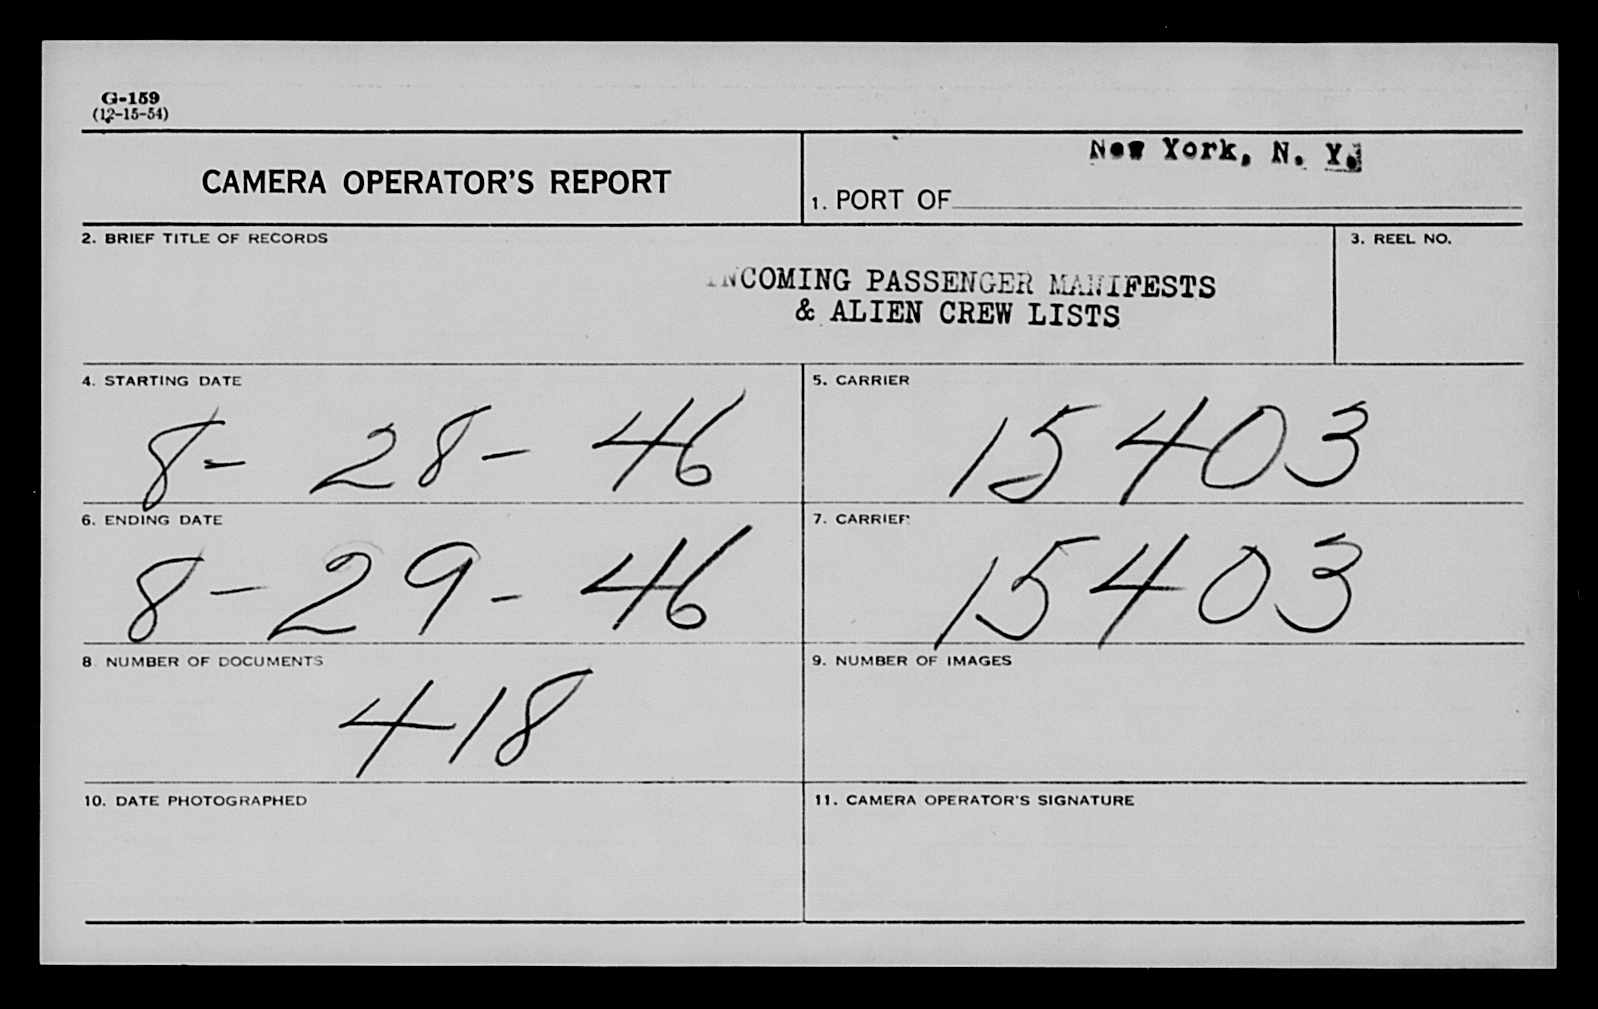 G-159
(12-15-54)
CAMERA OPERATOR'S REPORT
New York, N. Y.
1. PORT OF
2. BRIEF TITLE OF RECORDS
INCOMING PASSENGER MANIFESTS
& ALIEN CREW LISTS
3. REEL NO.
4. STARTING DATE
8- 28- 46
5. CARRIER
15403
6. ENDING DATE
8- 29- 46
7. CARRIER
15403
8 NUMBER OF DOCUMENTS
418
9. NUMBER OF IMAGES
10. DATE PHOTOGRAPHED
11. CAMERA OPERATOR'S SIGNATURE